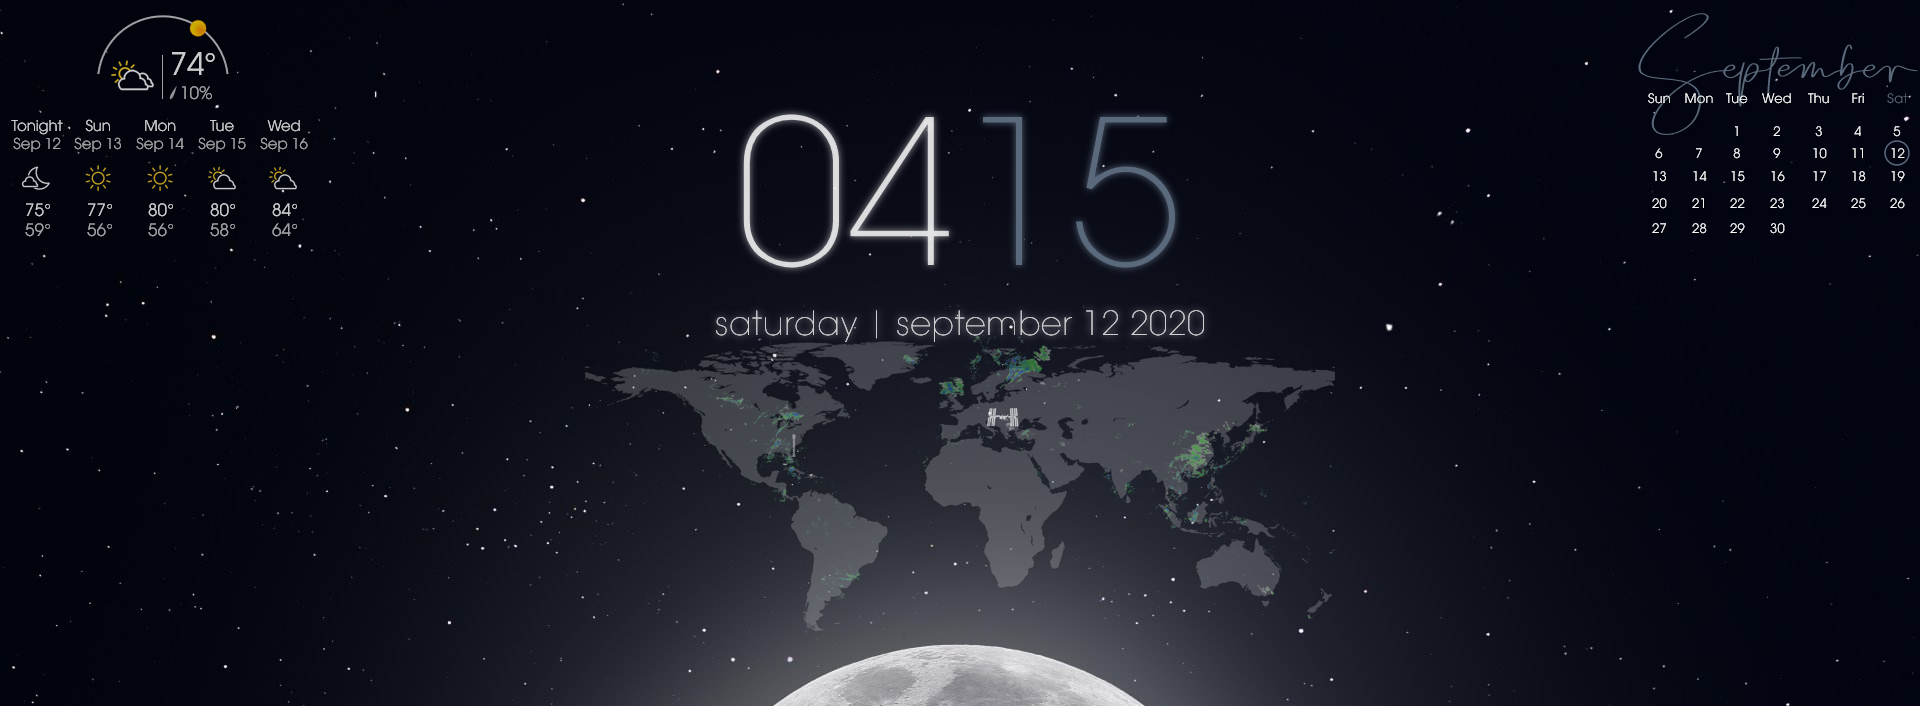 74°
10%
Tonight Sun Mon Tue Wed
Sep 12 Sep 13 Sep 14 Sep 15 Sep 16
75° 77° 80° 80° 84°
59° 56° 56° 58° 64°
0415
saturday | september 12 2020
September
Sun Mon Tue Wed Thu Fri Sat
1 2 3 4 5
6 7 8 9 10 11 12
13 14 15 16 17 18 19
20 21 22 23 24 25 26
27 28 29 30